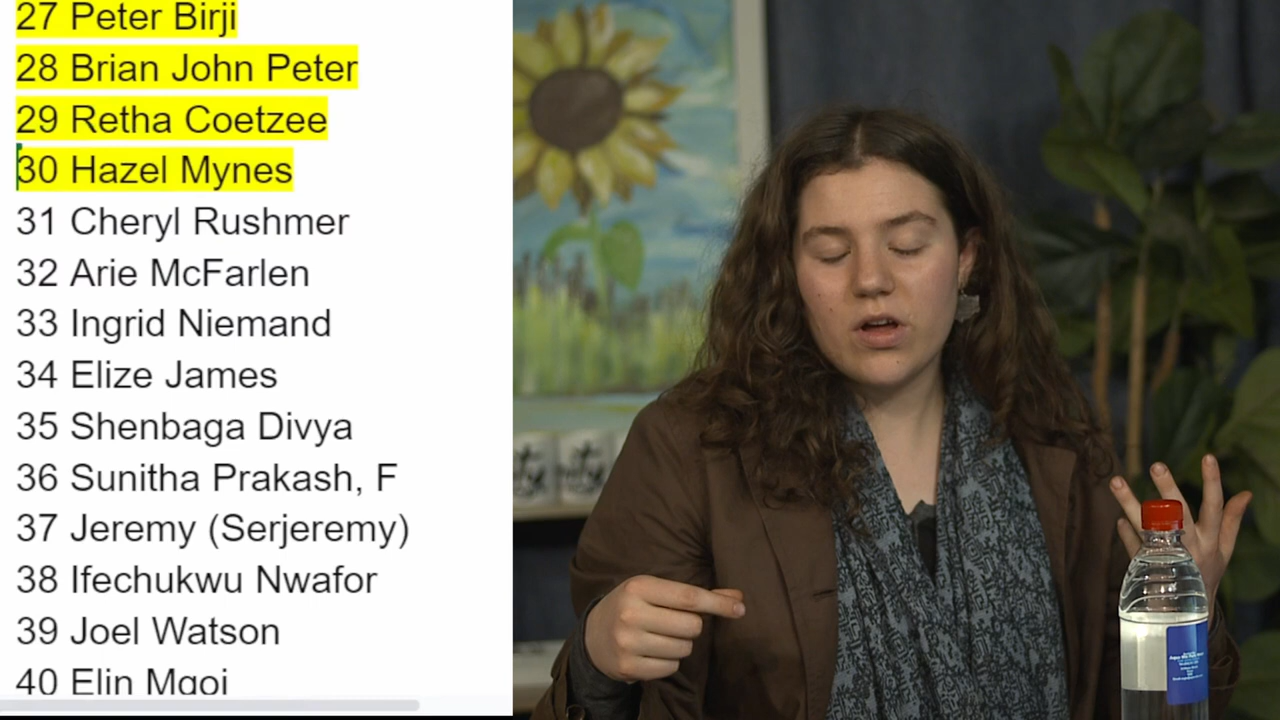 27 Peter Birji
28 Brian John Peter
29 Retha Coetzee
30 Hazel Mynes
31 Cheryl Rushmer
32 Arie McFarlen
33 Ingrid Niemand
34 Elize James
35 Shenbaga Divya
36 Sunitha Prakash, F
37 Jeremy (Serjeremy)
38 Ifechukwu Nwafor
39 Joel Watson
40 Elin Mqoi